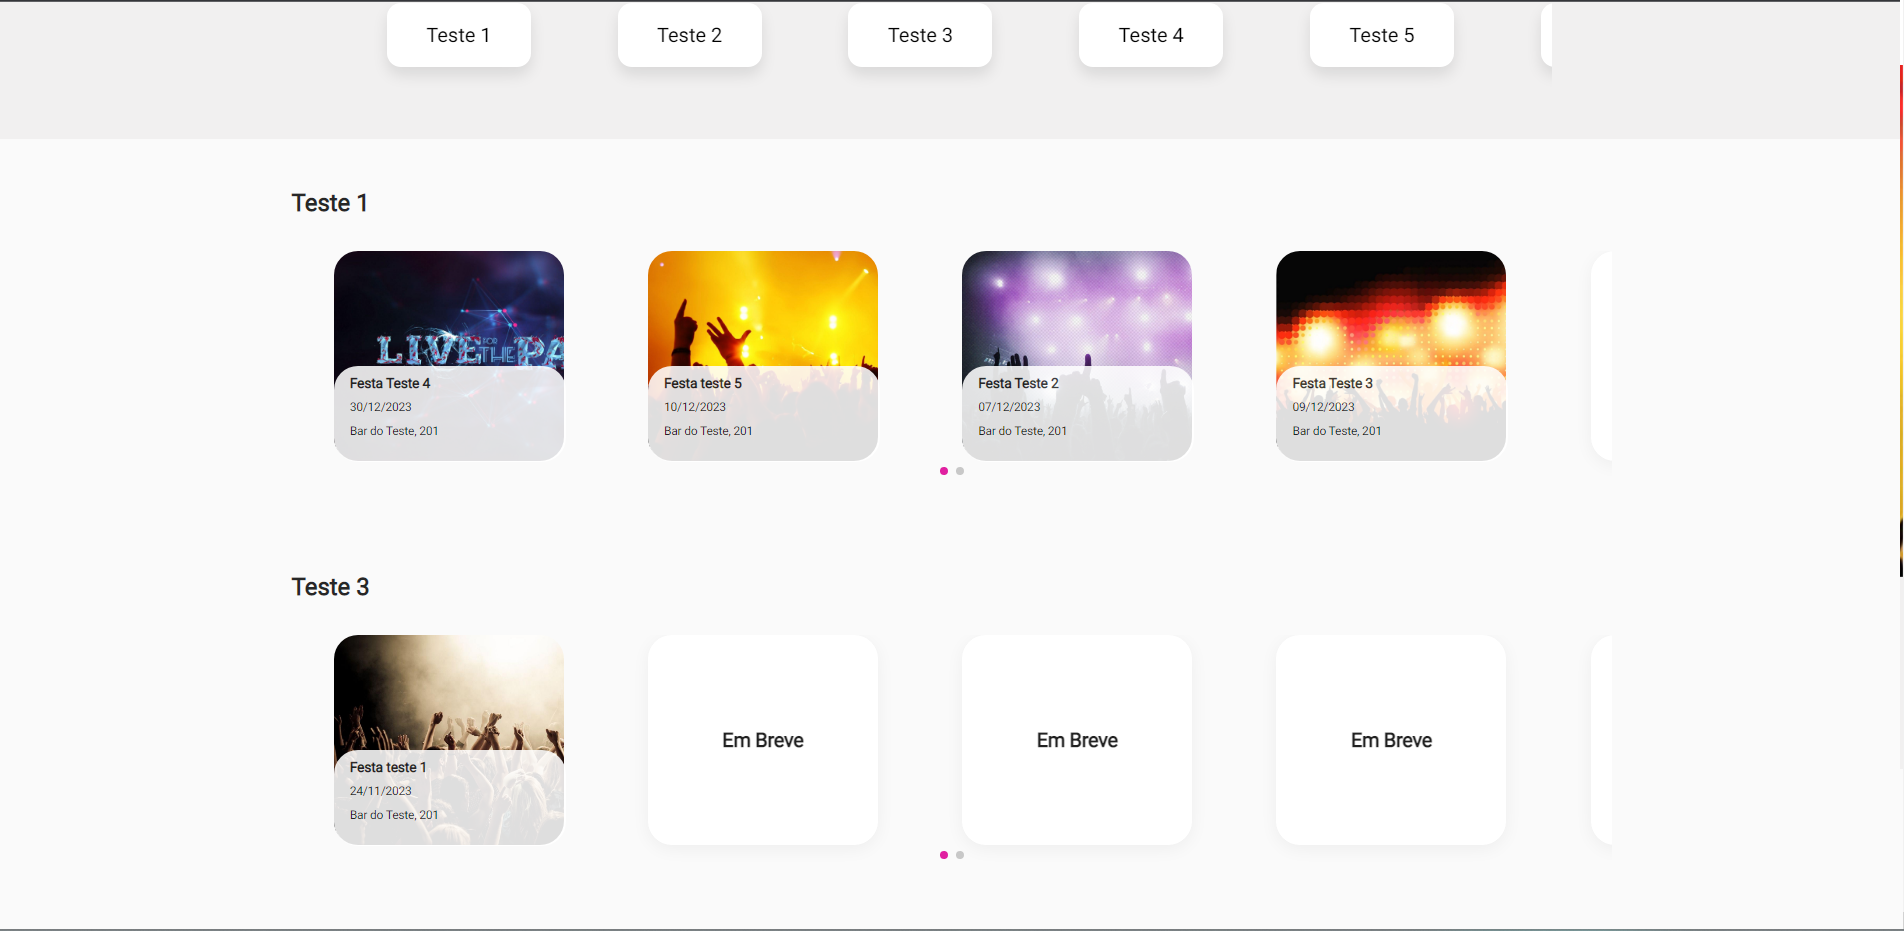 Teste 1
Teste 2
Teste 3
Teste 4
Teste 5
Teste 1
LIVE FOR THE PA
Festa Teste 4
30/12/2023
Bar do Teste, 201
Festa teste 5
10/12/2023
Bar do Teste, 201
Festa Teste 2
07/12/2023
Bar do Teste, 201
Festa Teste 3
09/12/2023
Bar do Teste, 201
Teste 3
Festa teste 1
24/11/2023
Bar do Teste, 201
Em Breve
Em Breve
Em Breve